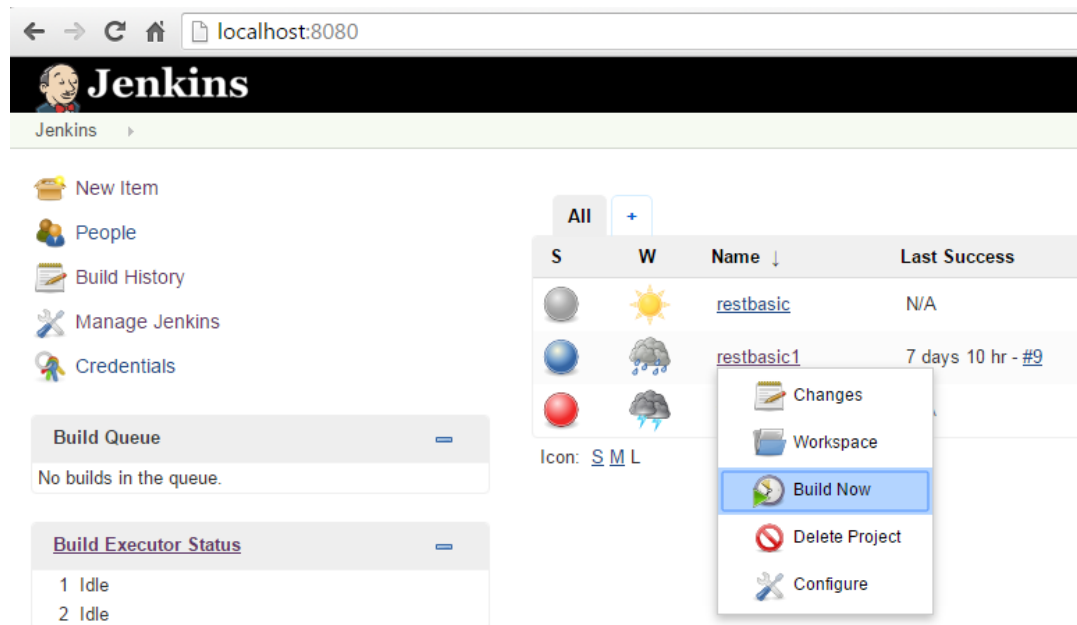 localhost:8080
Jenkins
Jenkins
New Item
People
Build History
Manage Jenkins
Credentials
Build Queue
No builds in the queue.
Build Executor Status
1 Idle
2 Idle
All +
S W Name ↓ Last Success
restbasic N/A
restbasic1 7 days 10 hr - #9
Changes
Workspace
Build Now
Delete Project
Configure
Icon: S M L